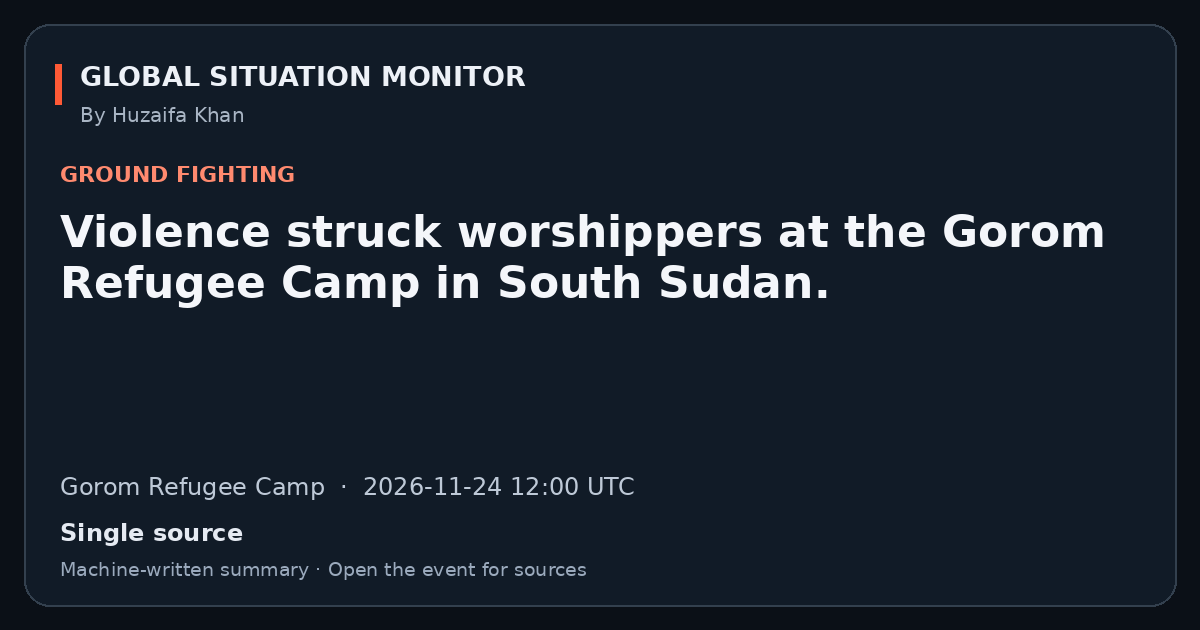 GLOBAL SITUATION MONITOR
By Huzaifa Khan
GROUND FIGHTING
Violence struck worshippers at the Gorom
Refugee Camp in South Sudan.
Gorom Refugee Camp · 2026-11-24 12:00 UTC
Single source
Machine-written summary · Open the event for sources